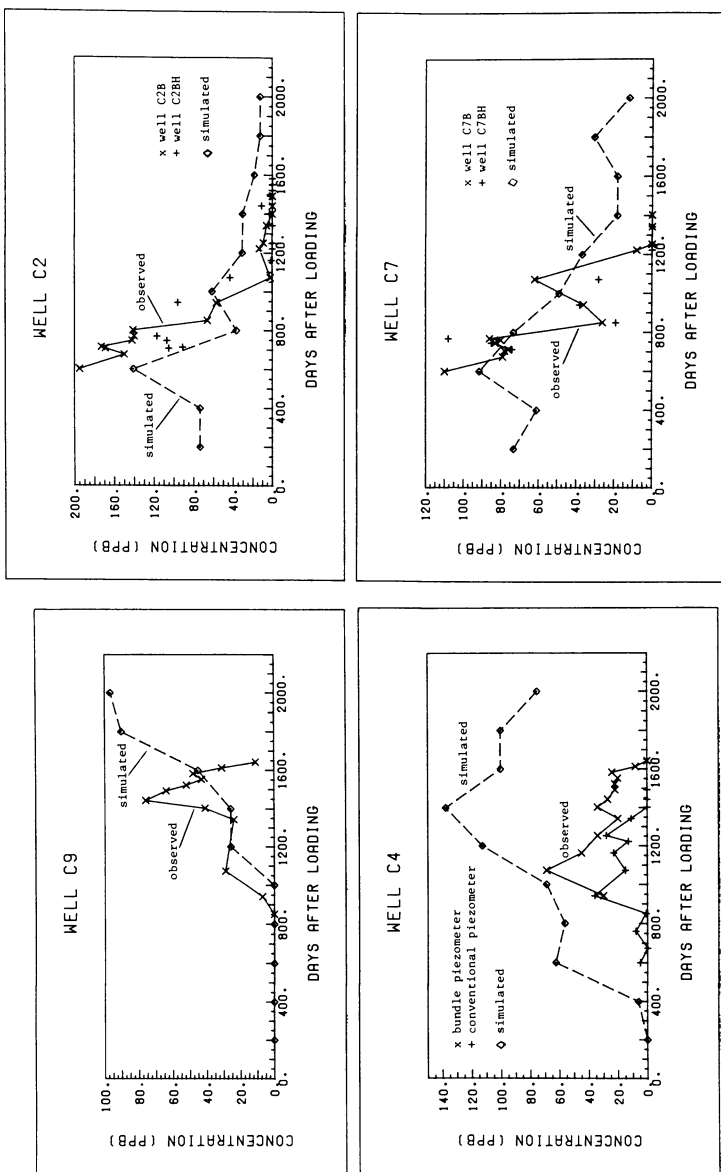 WELL C9
100.
80.
60.
40.
20.
0.
CONCENTRATION (PPB)
simulated
observed
0.
400.
800.
1200.
1600.
2000.
DAYS AFTER LOADING
WELL C2
200.
160.
120.
80.
40.
0.
CONCENTRATION (PPB)
x well C2B
+ well C2BH
simulated
observed
simulated
0.
400.
800.
1200.
1600.
2000.
DAYS AFTER LOADING
WELL C4
140.
120.
100.
80.
60.
40.
20.
0.
CONCENTRATION (PPB)
x bundle piezometer
+ conventional piezometer
simulated
simulated
observed
0.
400.
800.
1200.
1600.
2000.
DAYS AFTER LOADING
WELL C7
120.
100.
80.
60.
40.
20.
0.
CONCENTRATION (PPB)
x well C7B
+ well C7BH
simulated
simulated
observed
0.
400.
800.
1200.
1600.
2000.
DAYS AFTER LOADING